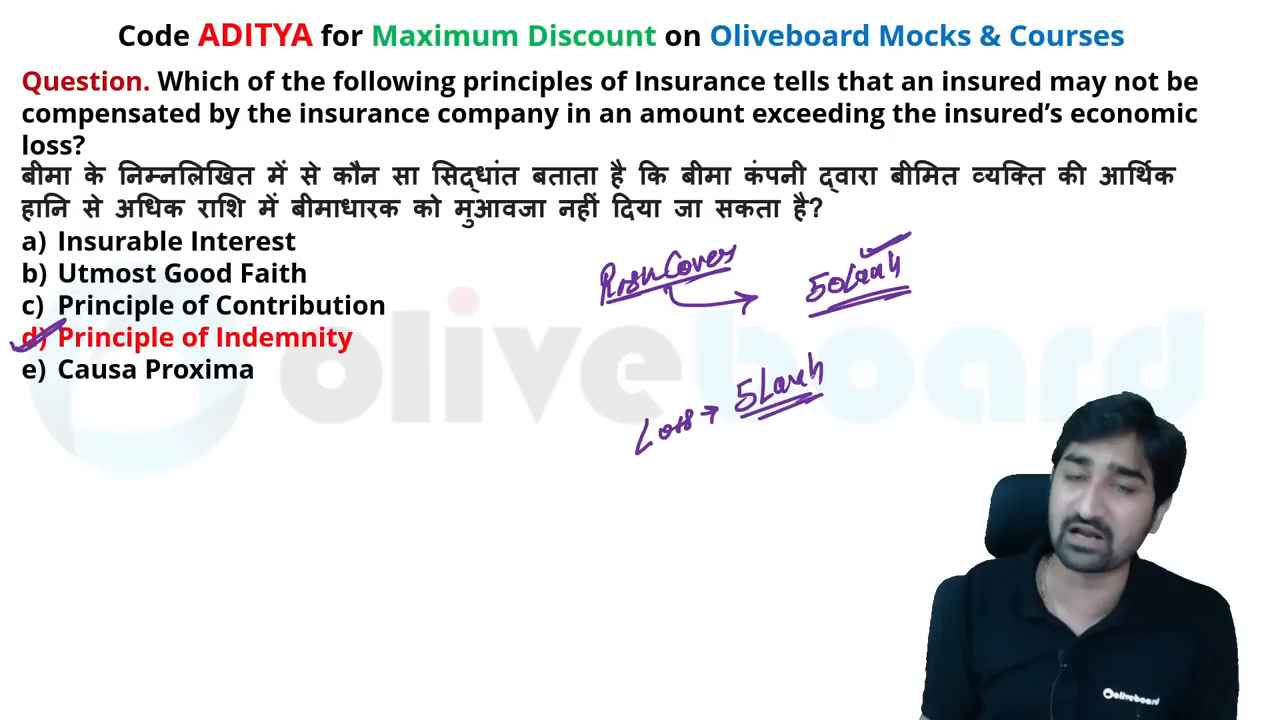 Code ADITYA for Maximum Discount on Oliveboard Mocks & Courses
Question. Which of the following principles of Insurance tells that an insured may not be
compensated by the insurance company in an amount exceeding the insured's economic
loss?
बीमा के निम्नलिखित में से कौन सा सिद्धांत बताता है कि बीमा कंपनी द्वारा बीमित व्यक्ति की आर्थिक
हानि से अधिक राशि में बीमाधारक को मुआवजा नहीं दिया जा सकता है?
a) Insurable Interest
b) Utmost Good Faith
c) Principle of Contribution
d) Principle of Indemnity
e) Causa Proxima
Risk Cover
50 Lakh
Loss → 5 Lakh
oliveboard
oliveboard